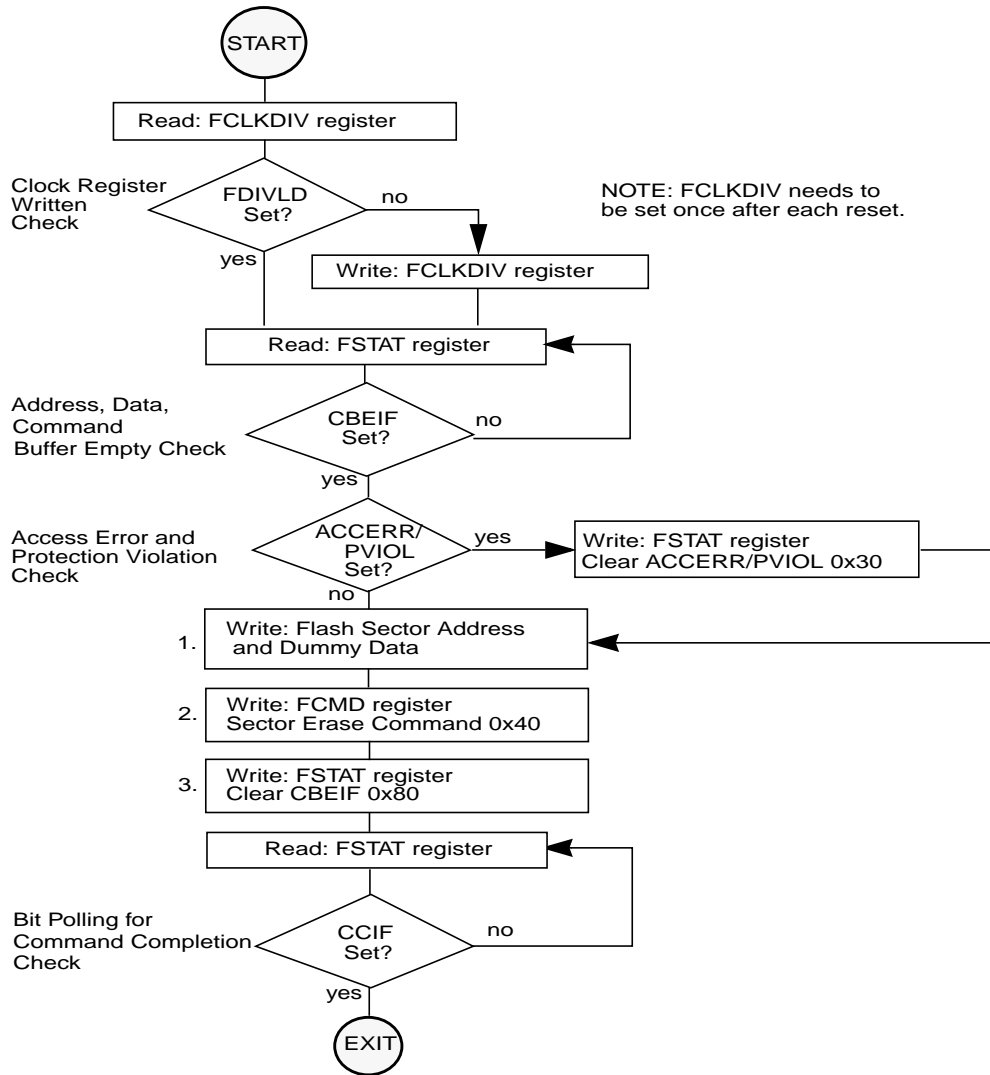 START
Read: FCLKDIV register
Clock Register
Written
Check
FDIVLD
Set?
no
yes
NOTE: FCLKDIV needs to
be set once after each reset.
Write: FCLKDIV register
Read: FSTAT register
Address, Data,
Command
Buffer Empty Check
CBEIF
Set?
no
yes
Access Error and
Protection Violation
Check
ACCERR/
PVIOL
Set?
yes
no
Write: FSTAT register
Clear ACCERR/PVIOL 0x30
1.
Write: Flash Sector Address
and Dummy Data
2.
Write: FCMD register
Sector Erase Command 0x40
3.
Write: FSTAT register
Clear CBEIF 0x80
Read: FSTAT register
Bit Polling for
Command Completion
Check
CCIF
Set?
no
yes
EXIT